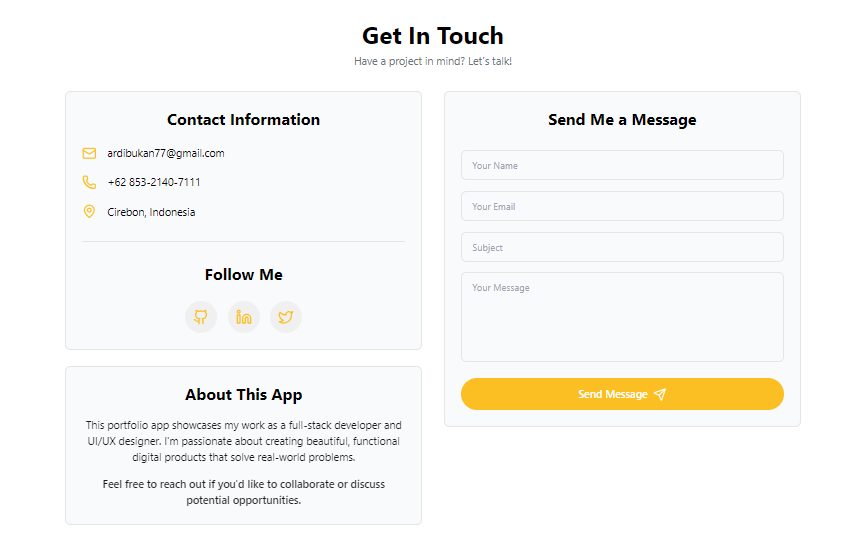 Get In Touch
Have a project in mind? Let's talk!
Contact Information
ardibukan77@gmail.com
+62 853-2140-7111
Cirebon, Indonesia
Follow Me
About This App
This portfolio app showcases my work as a full-stack developer and
UI/UX designer. I'm passionate about creating beautiful, functional
digital products that solve real-world problems.
Feel free to reach out if you'd like to collaborate or discuss
potential opportunities.
Send Me a Message
Your Name
Your Email
Subject
Your Message
Send Message